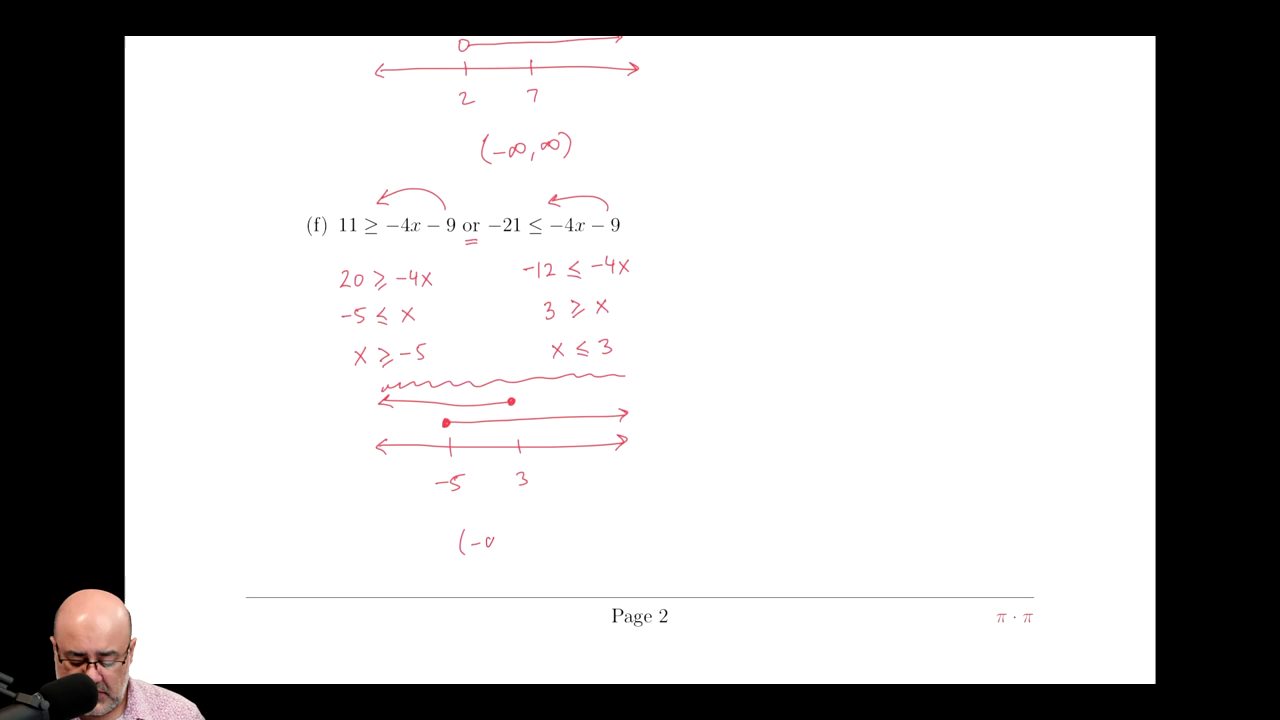 2 7
(-∞, ∞)
(f) 11 ≥ −4x − 9 or −21 ≤ −4x − 9
20 ≥ -4x -12 ≤ -4x
-5 ≤ x 3 ≥ x
x ≥ -5 x ≤ 3
-5 3
(-
Page 2 π · π